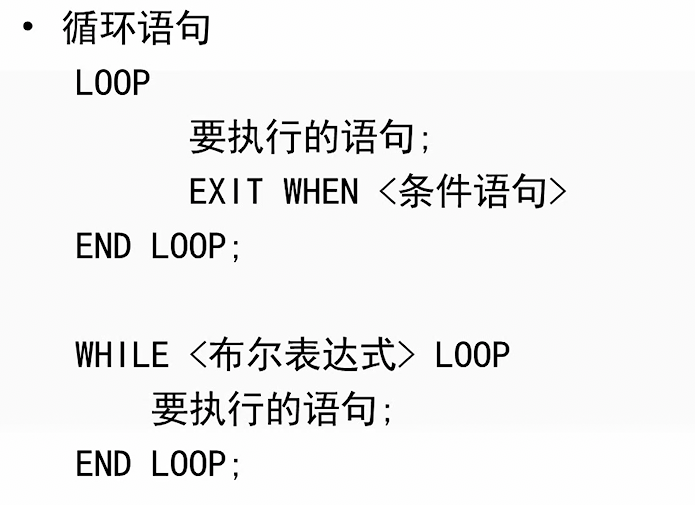 • 循环语句
LOOP
要执行的语句;
EXIT WHEN <条件语句>
END LOOP;
WHILE <布尔表达式> LOOP
要执行的语句;
END LOOP;